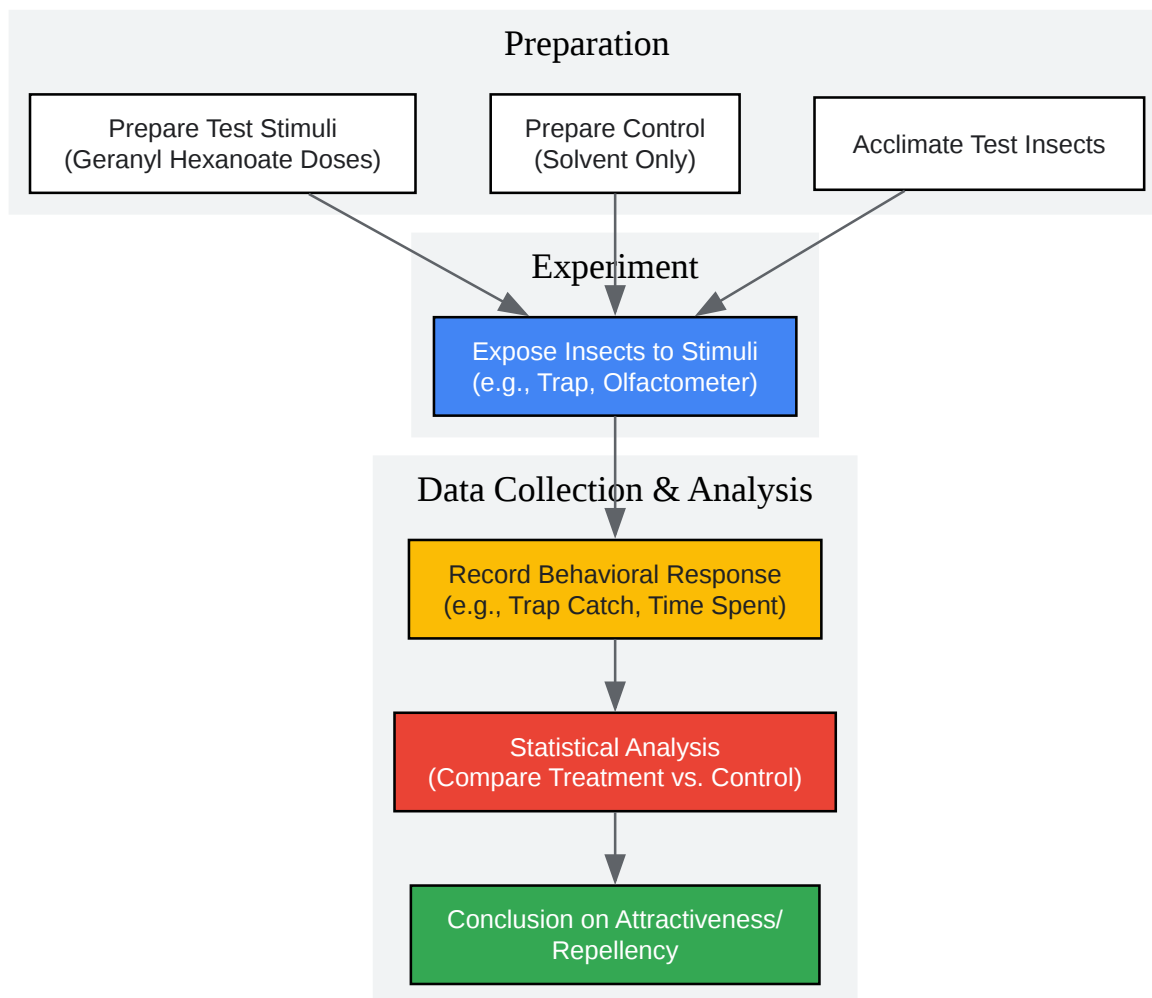 Preparation
Prepare Test Stimuli
(Geranyl Hexanoate Doses)
Prepare Control
(Solvent Only)
Acclimate Test Insects
Experiment
Expose Insects to Stimuli
(e.g., Trap, Olfactometer)
Data Collection & Analysis
Record Behavioral Response
(e.g., Trap Catch, Time Spent)
Statistical Analysis
(Compare Treatment vs. Control)
Conclusion on Attractiveness/
Repellency